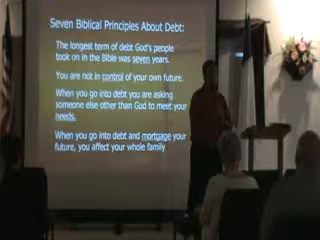 Seven Biblical Principles About Debt:
The longest term of debt God's people
took on in the Bible was seven years.
You are not in control of your own future.
When you go into debt you are asking
someone else other than God to meet your
needs.
When you go into debt and mortgage your
future, you affect your whole family